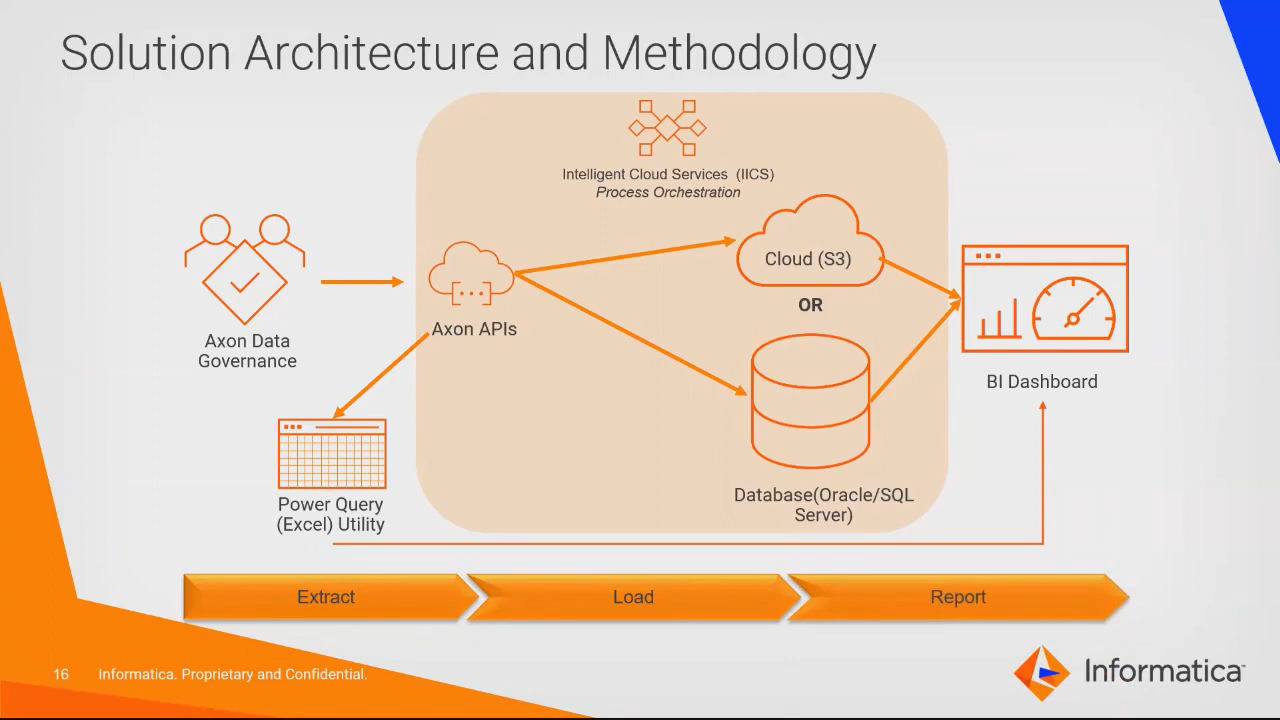 Solution Architecture and Methodology
Intelligent Cloud Services (IICS)
Process Orchestration
Cloud (S3)
OR
Axon APIs
Axon Data
Governance
BI Dashboard
Power Query
(Excel) Utility
Database(Oracle/SQL
Server)
Extract
Load
Report
16
Informatica. Proprietary and Confidential.
Informatica™